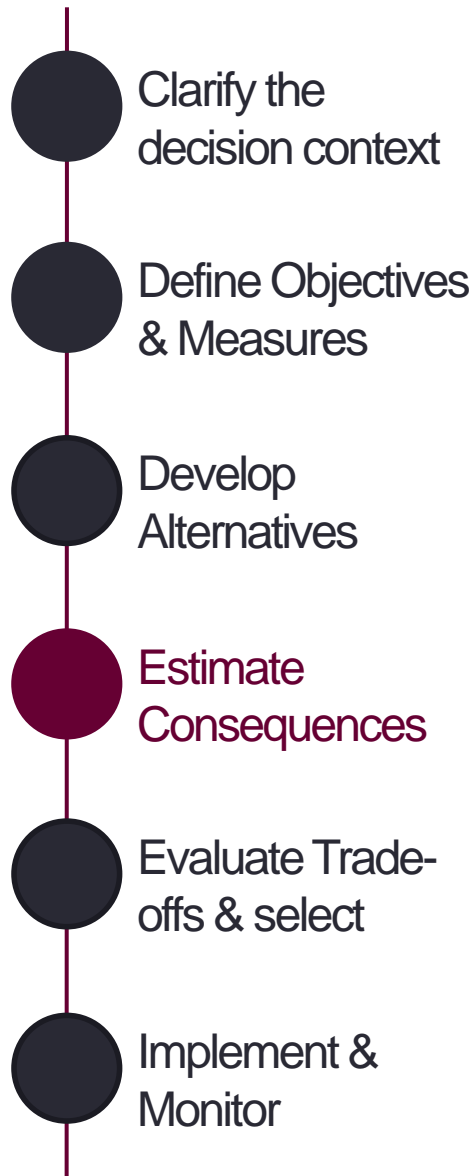 Clarify the
decision context
Define Objectives
& Measures
Develop
Alternatives
Estimate
Consequences
Evaluate Trade-
offs & select
Implement &
Monitor